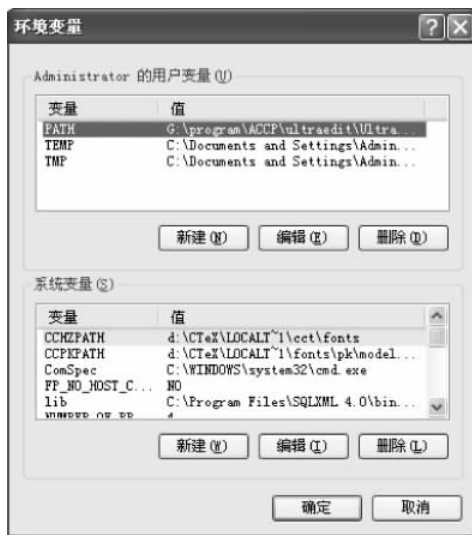 环境变量
Administrator 的用户变量(U)
变量 值
PATH G:\program\ACCP\ultraedit\Ultra...
TEMP C:\Documents and Settings\Admin...
TMP C:\Documents and Settings\Admin...
新建(N) 编辑(E) 删除(D)
系统变量(S)
变量 值
CCHZPATH d:\CTeX\LOCALT~1\cct\fonts
CCPKPATH d:\CTeX\LOCALT~1\fonts\pk\model...
ComSpec C:\WINDOWS\system32\cmd.exe
FP_NO_HOST_C... NO
lib C:\Program Files\SQLXML 4.0\bin...
新建(W) 编辑(I) 删除(L)
确定 取消